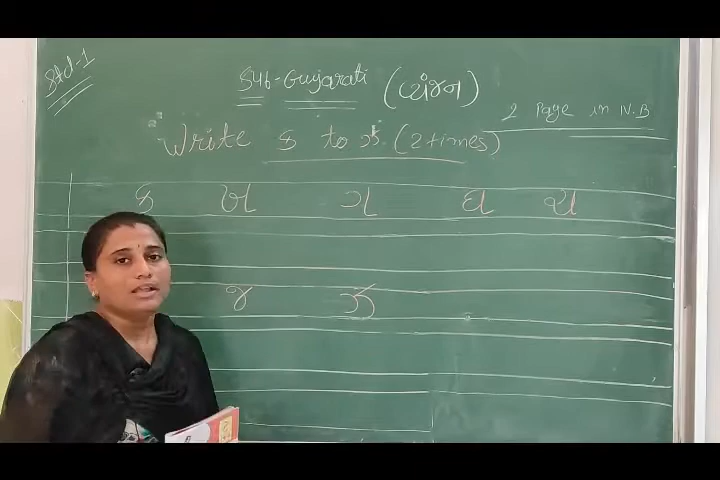 Std-1
Sub-Gujarati (વ્યંજન)
2 Page in N.B
Write ક to ઝ (2 times)
ક ખ ગ ઘ ચ
જ ઝ